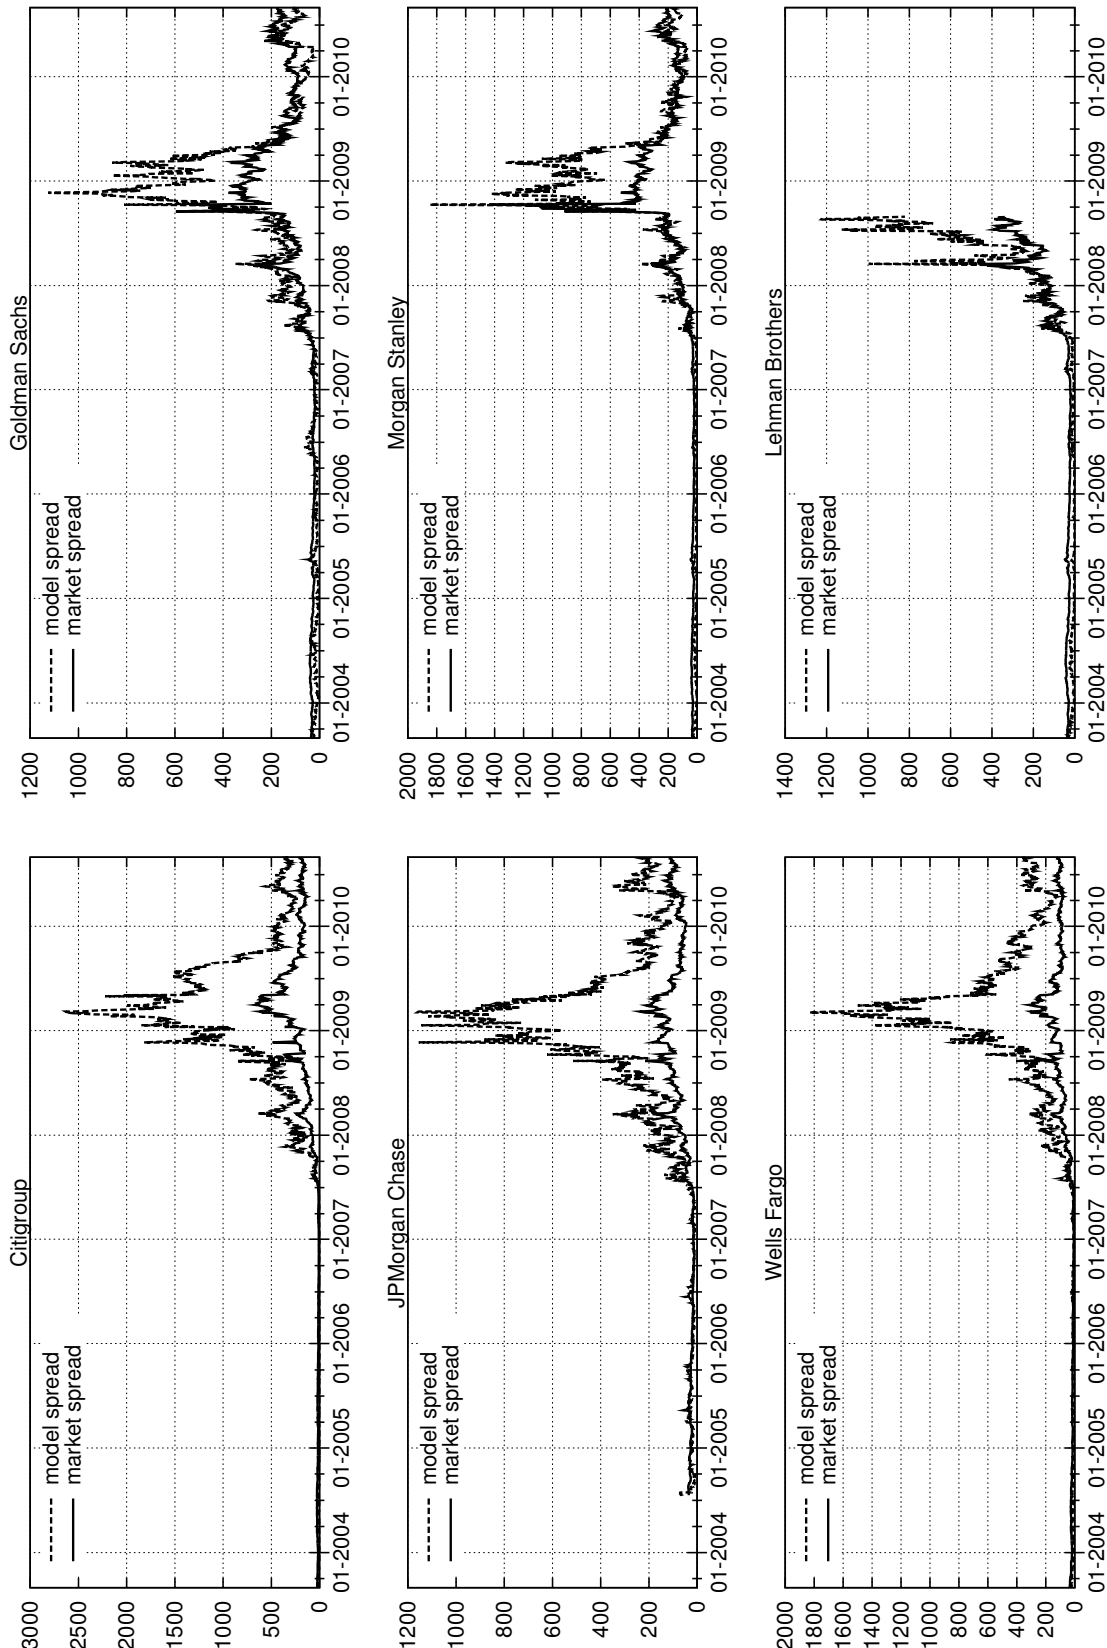 Citigroup
3000
2500
2000
1500
1000
500
0
model spread
market spread
01-2004 01-2005 01-2006 01-2007 01-2008 01-2009 01-2010
Goldman Sachs
1200
1000
800
600
400
200
0
model spread
market spread
01-2004 01-2005 01-2006 01-2007 01-2008 01-2009 01-2010
JPMorgan Chase
1200
1000
800
600
400
200
0
model spread
market spread
01-2004 01-2005 01-2006 01-2007 01-2008 01-2009 01-2010
Morgan Stanley
2000
1800
1600
1400
1200
1000
800
600
400
200
0
model spread
market spread
01-2004 01-2005 01-2006 01-2007 01-2008 01-2009 01-2010
Wells Fargo
2000
1800
1600
1400
1200
1000
800
600
400
200
0
model spread
market spread
01-2004 01-2005 01-2006 01-2007 01-2008 01-2009 01-2010
Lehman Brothers
1400
1200
1000
800
600
400
200
0
model spread
market spread
01-2004 01-2005 01-2006 01-2007 01-2008 01-2009 01-2010